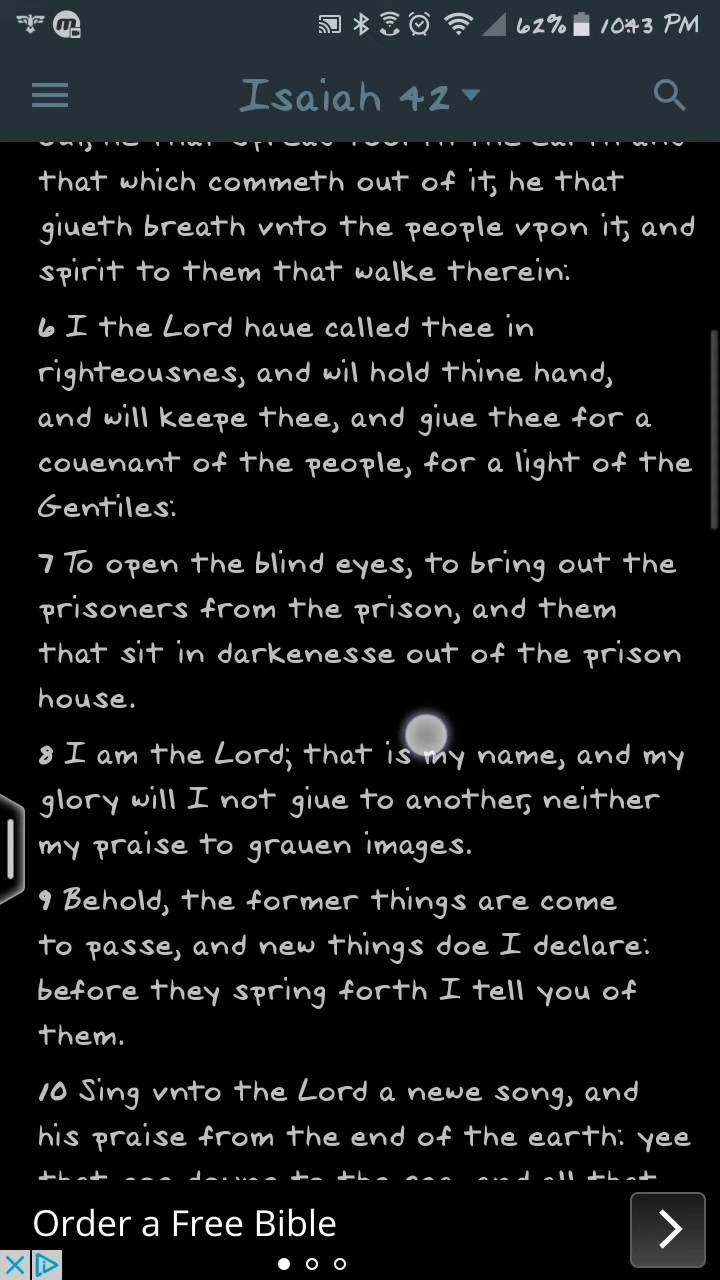 62% 10:43 PM
Isaiah 42
that which commeth out of it, he that
giueth breath vnto the people vpon it, and
spirit to them that walke therein:
6 I the Lord haue called thee in
righteousnes, and wil hold thine hand,
and will keepe thee, and giue thee for a
couenant of the people, for a light of the
Gentiles:
7 To open the blind eyes, to bring out the
prisoners from the prison, and them
that sit in darkenesse out of the prison
house.
8 I am the Lord; that is my name, and my
glory will I not giue to another, neither
my praise to grauen images.
9 Behold, the former things are come
to passe, and new things doe I declare:
before they spring forth I tell you of
them.
10 Sing vnto the Lord a newe song, and
his praise from the end of the earth: yee
Order a Free Bible